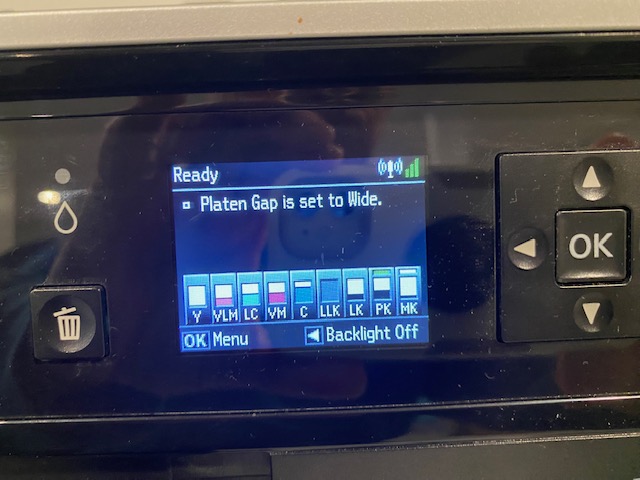 Ready
Platen Gap is set to Wide.
Y VLM LC VM C LLK LK PK MK
OK Menu Backlight Off
OK